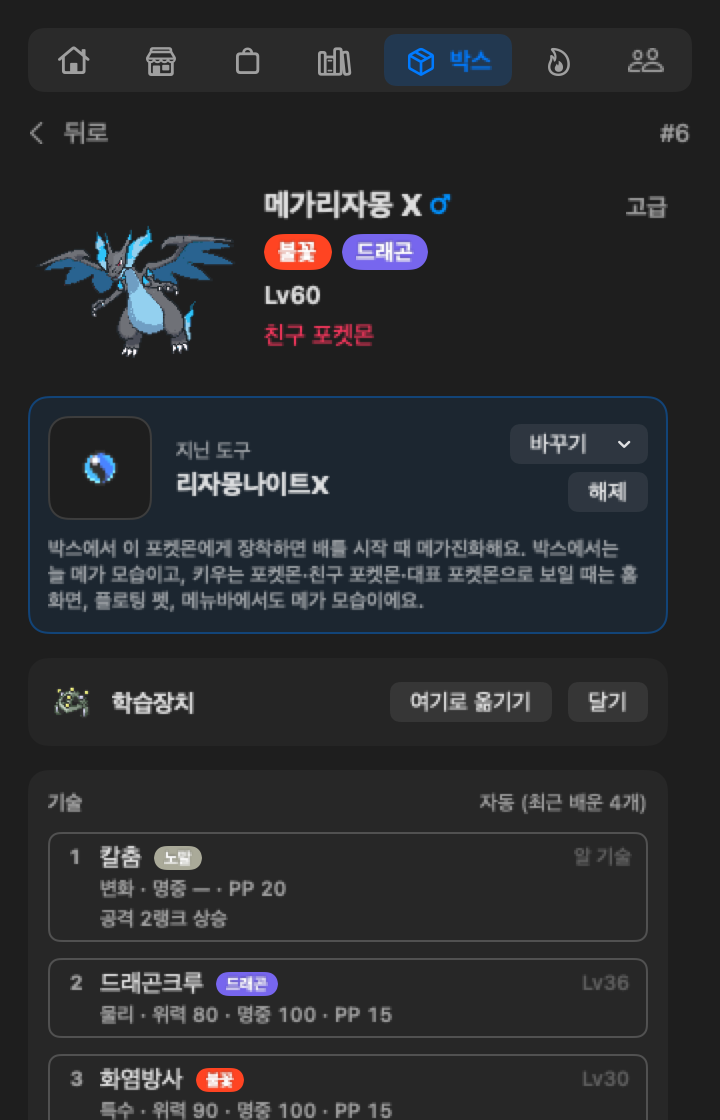 박스
뒤로
#6
메가리자몽 X ♂
고급
불꽃 드래곤
Lv60
친구 포켓몬
지닌 도구
리자몽나이트X
바꾸기
해제
박스에서 이 포켓몬에게 장착하면 배틀 시작 때 메가진화해요. 박스에서는
늘 메가 모습이고, 키우는 포켓몬·친구 포켓몬·대표 포켓몬으로 보일 때는 홈
화면, 플로팅 펫, 메뉴바에서도 메가 모습이에요.
학습장치
여기로 옮기기
닫기
기술
자동 (최근 배운 4개)
1 칼춤 노말
알 기술
변화 · 명중 — · PP 20
공격 2랭크 상승
2 드래곤크루 드래곤
Lv36
물리 · 위력 80 · 명중 100 · PP 15
3 화염방사 불꽃
Lv30
특수 · 위력 90 · 명중 100 · PP 15